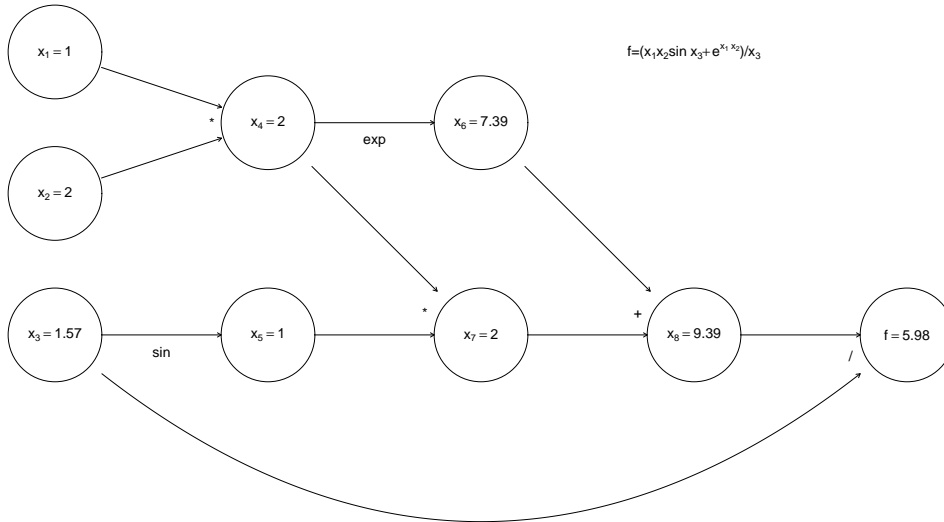 x₁ = 1
f=(x₁x₂sin x₃+e^{x₁ x₂})/x₃
*
x₄ = 2
exp
x₆ = 7.39
x₂ = 2
x₃ = 1.57
sin
x₅ = 1
*
x₇ = 2
+
x₈ = 9.39
/
f = 5.98